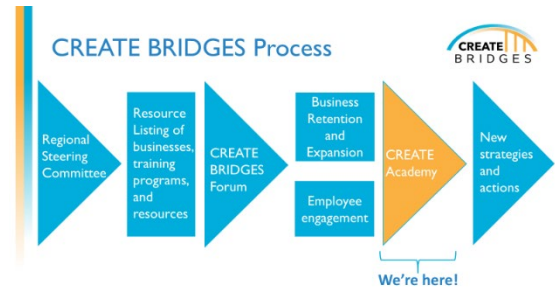 CREATE BRIDGES Process
CREATE
BRIDGES
Regional
Steering
Committee
Resource
Listing of
businesses,
training
programs,
and
resources
CREATE
BRIDGES
Forum
Business
Retention
and
Expansion
Employee
engagement
CREATE
Academy
New
strategies
and
actions
We're here!